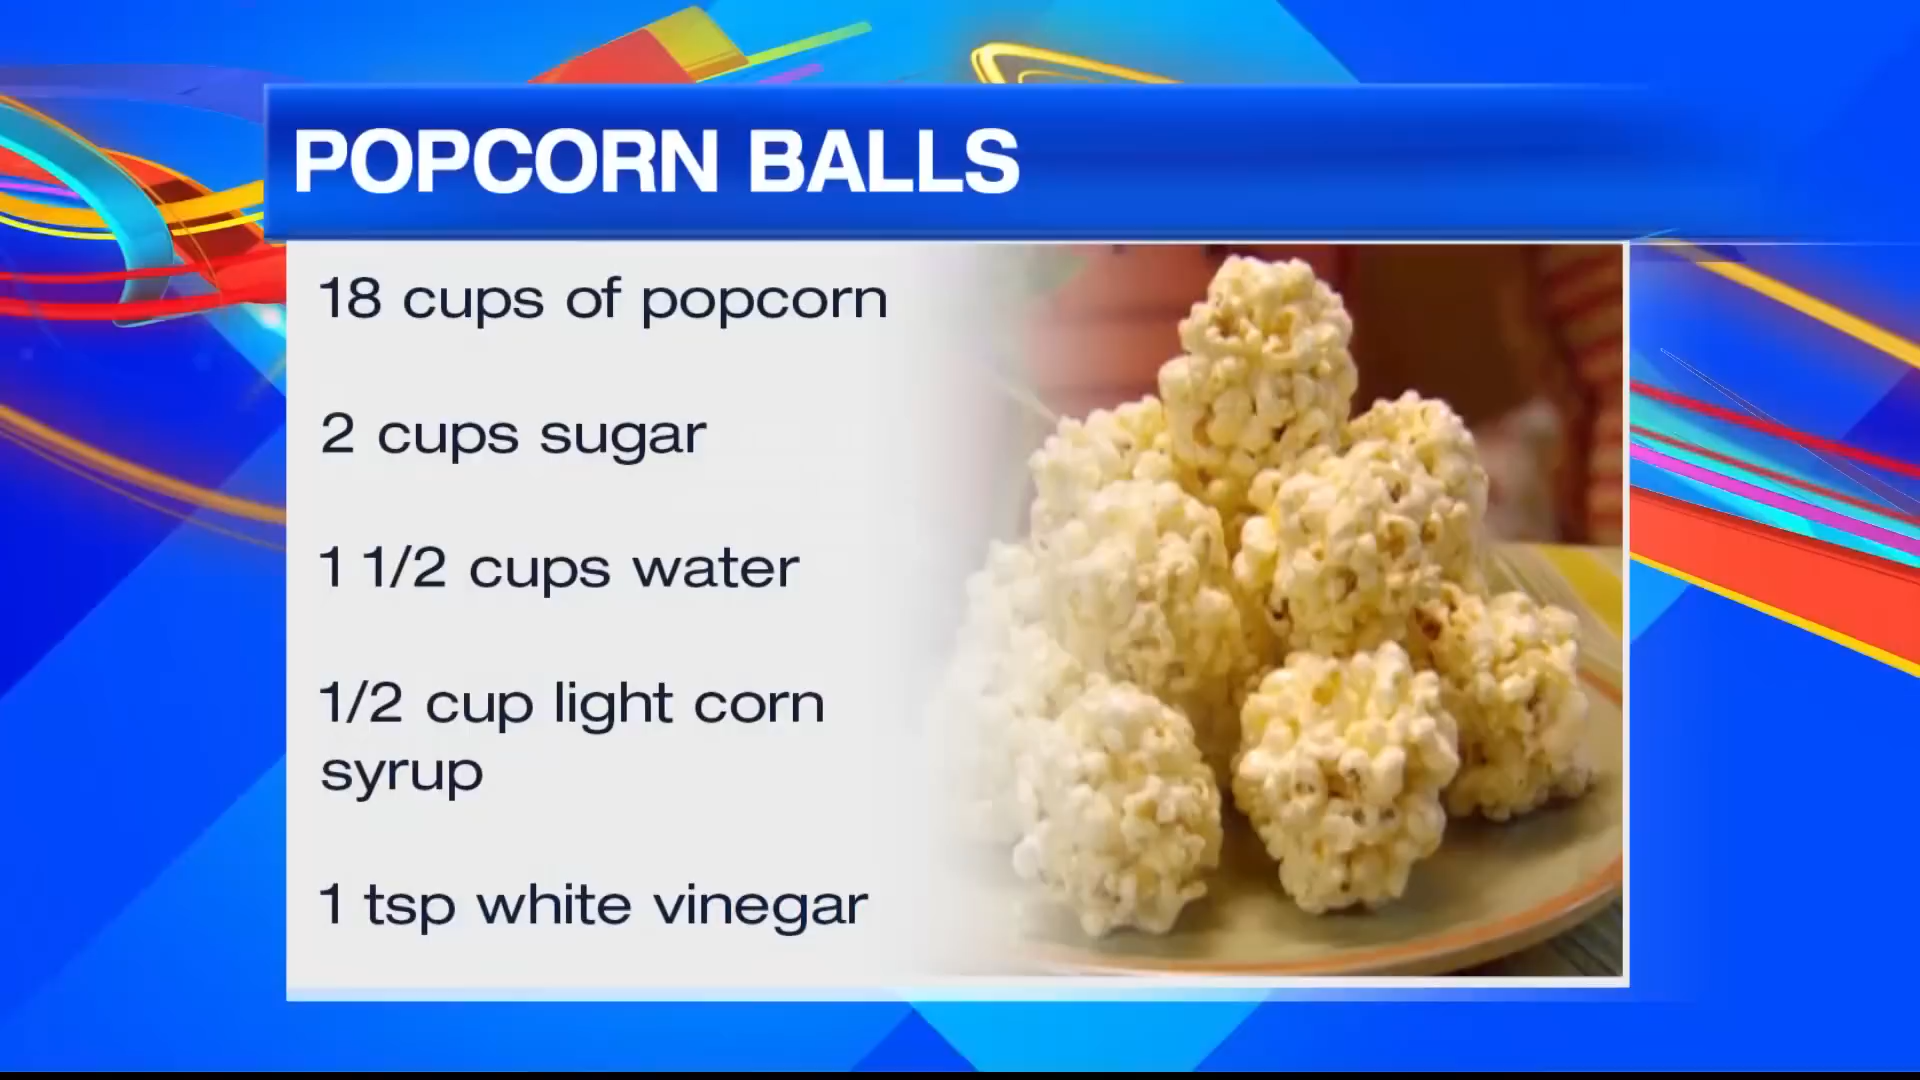 POPCORN BALLS
18 cups of popcorn
2 cups sugar
1 1/2 cups water
1/2 cup light corn
syrup
1 tsp white vinegar